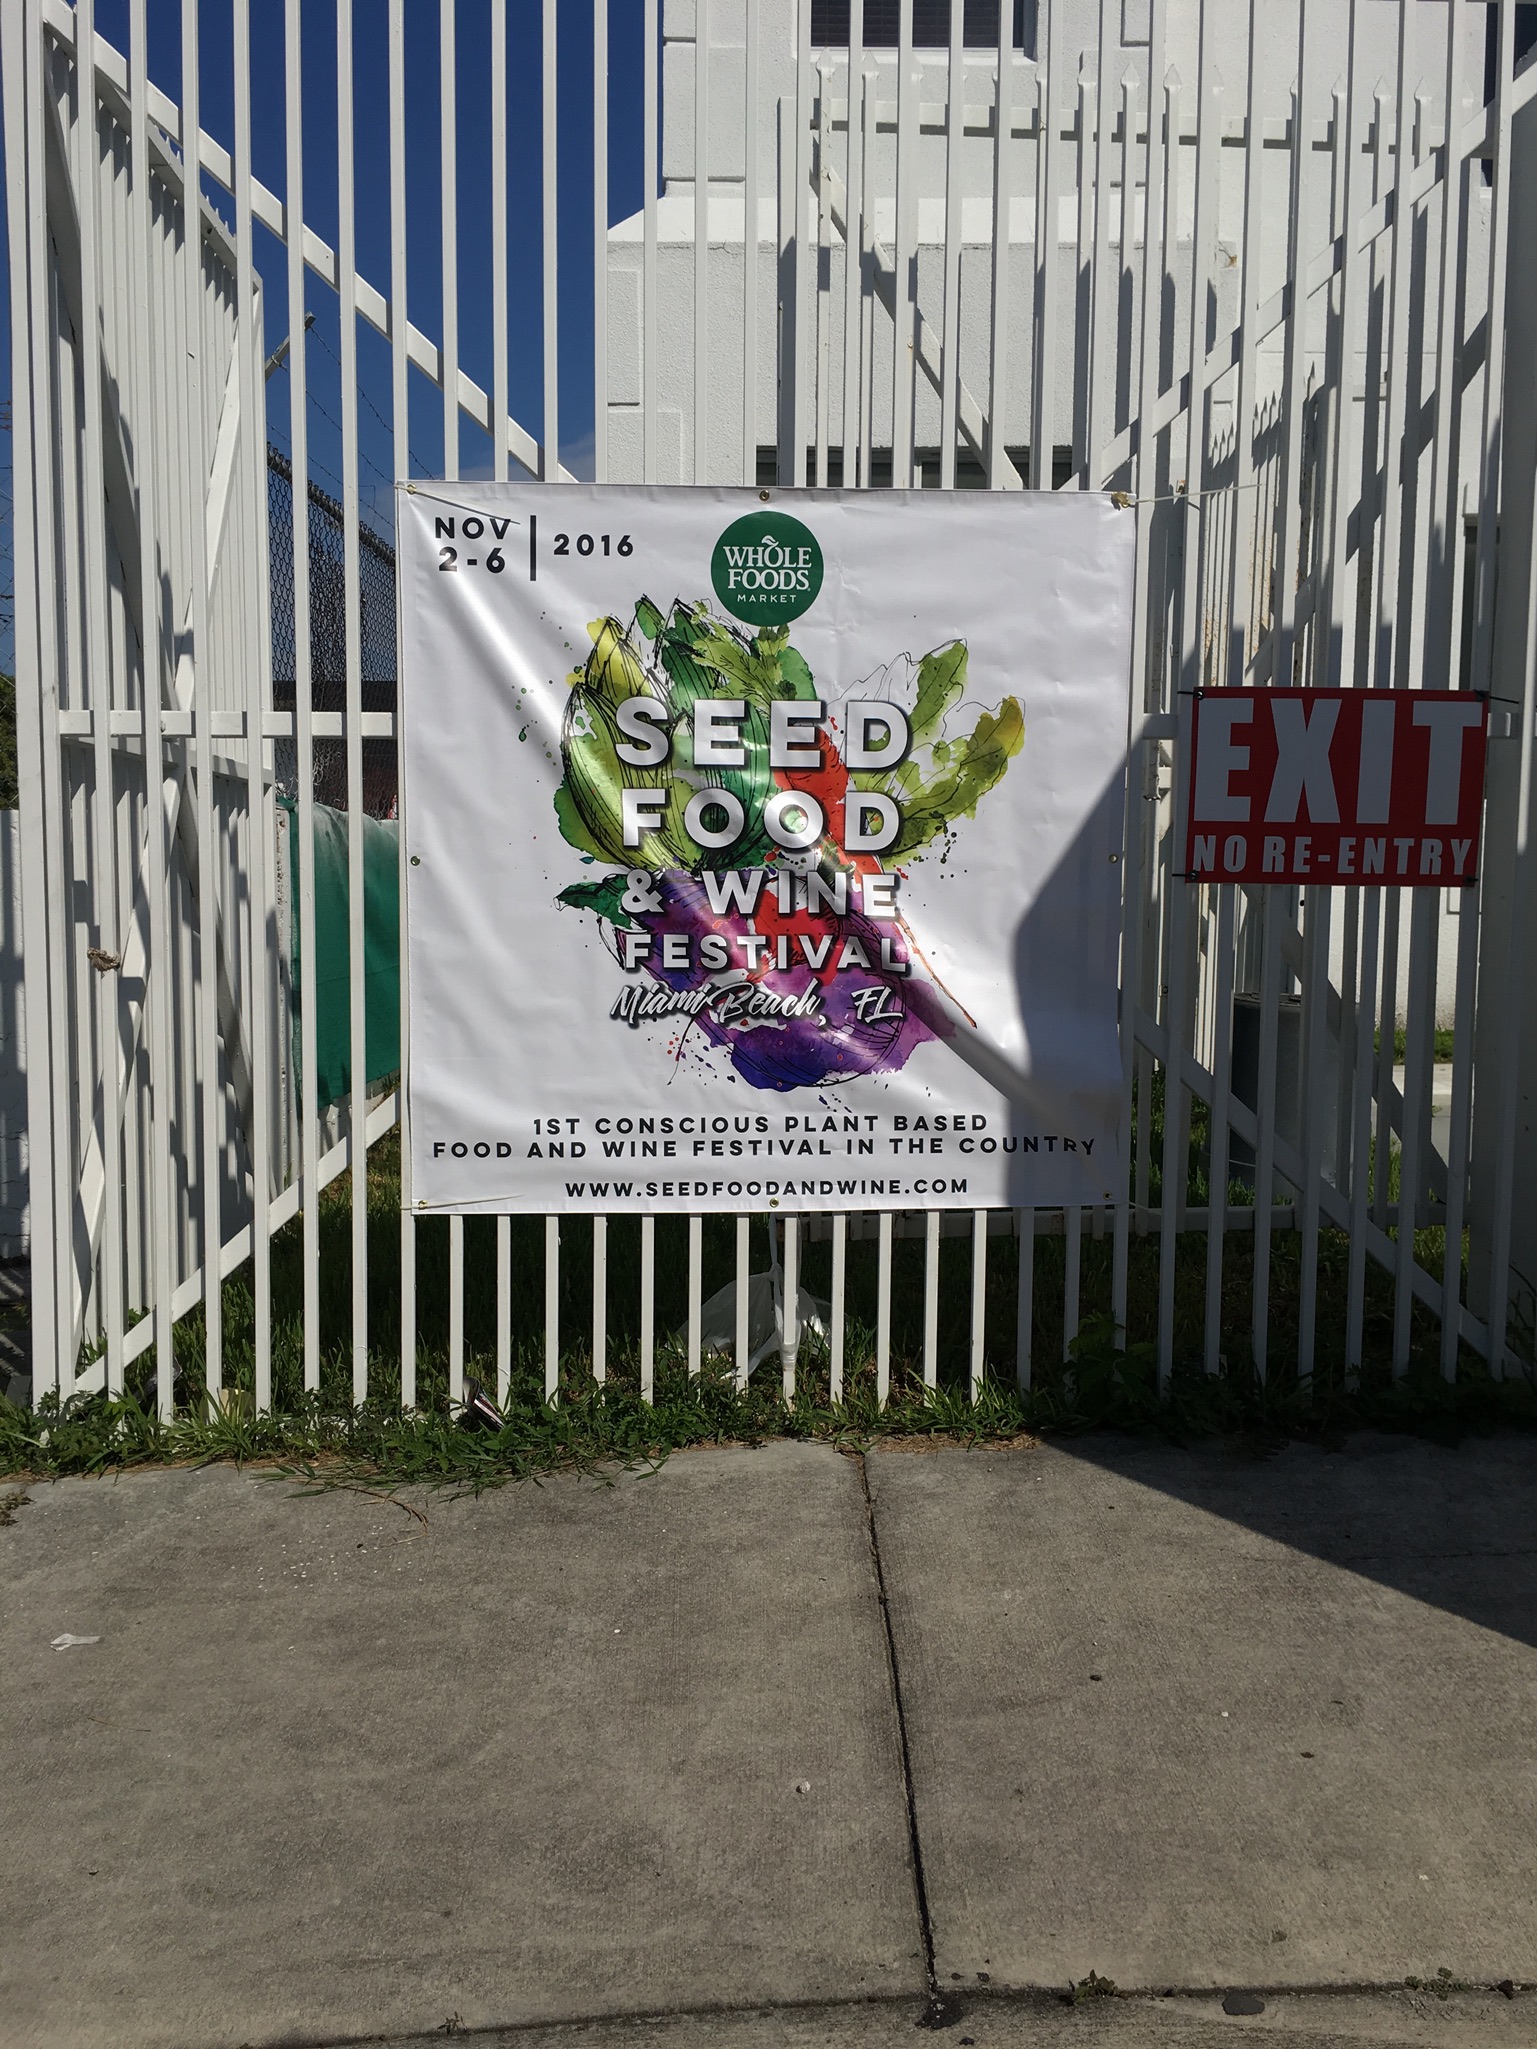 NOV
2-6 | 2016
WHOLE
FOODS
MARKET
SEED
FOOD
& WINE
FESTIVAL
Miami Beach, FL
1ST CONSCIOUS PLANT BASED
FOOD AND WINE FESTIVAL IN THE COUNTRY
WWW.SEEDFOODANDWINE.COM
EXIT
NO RE-ENTRY